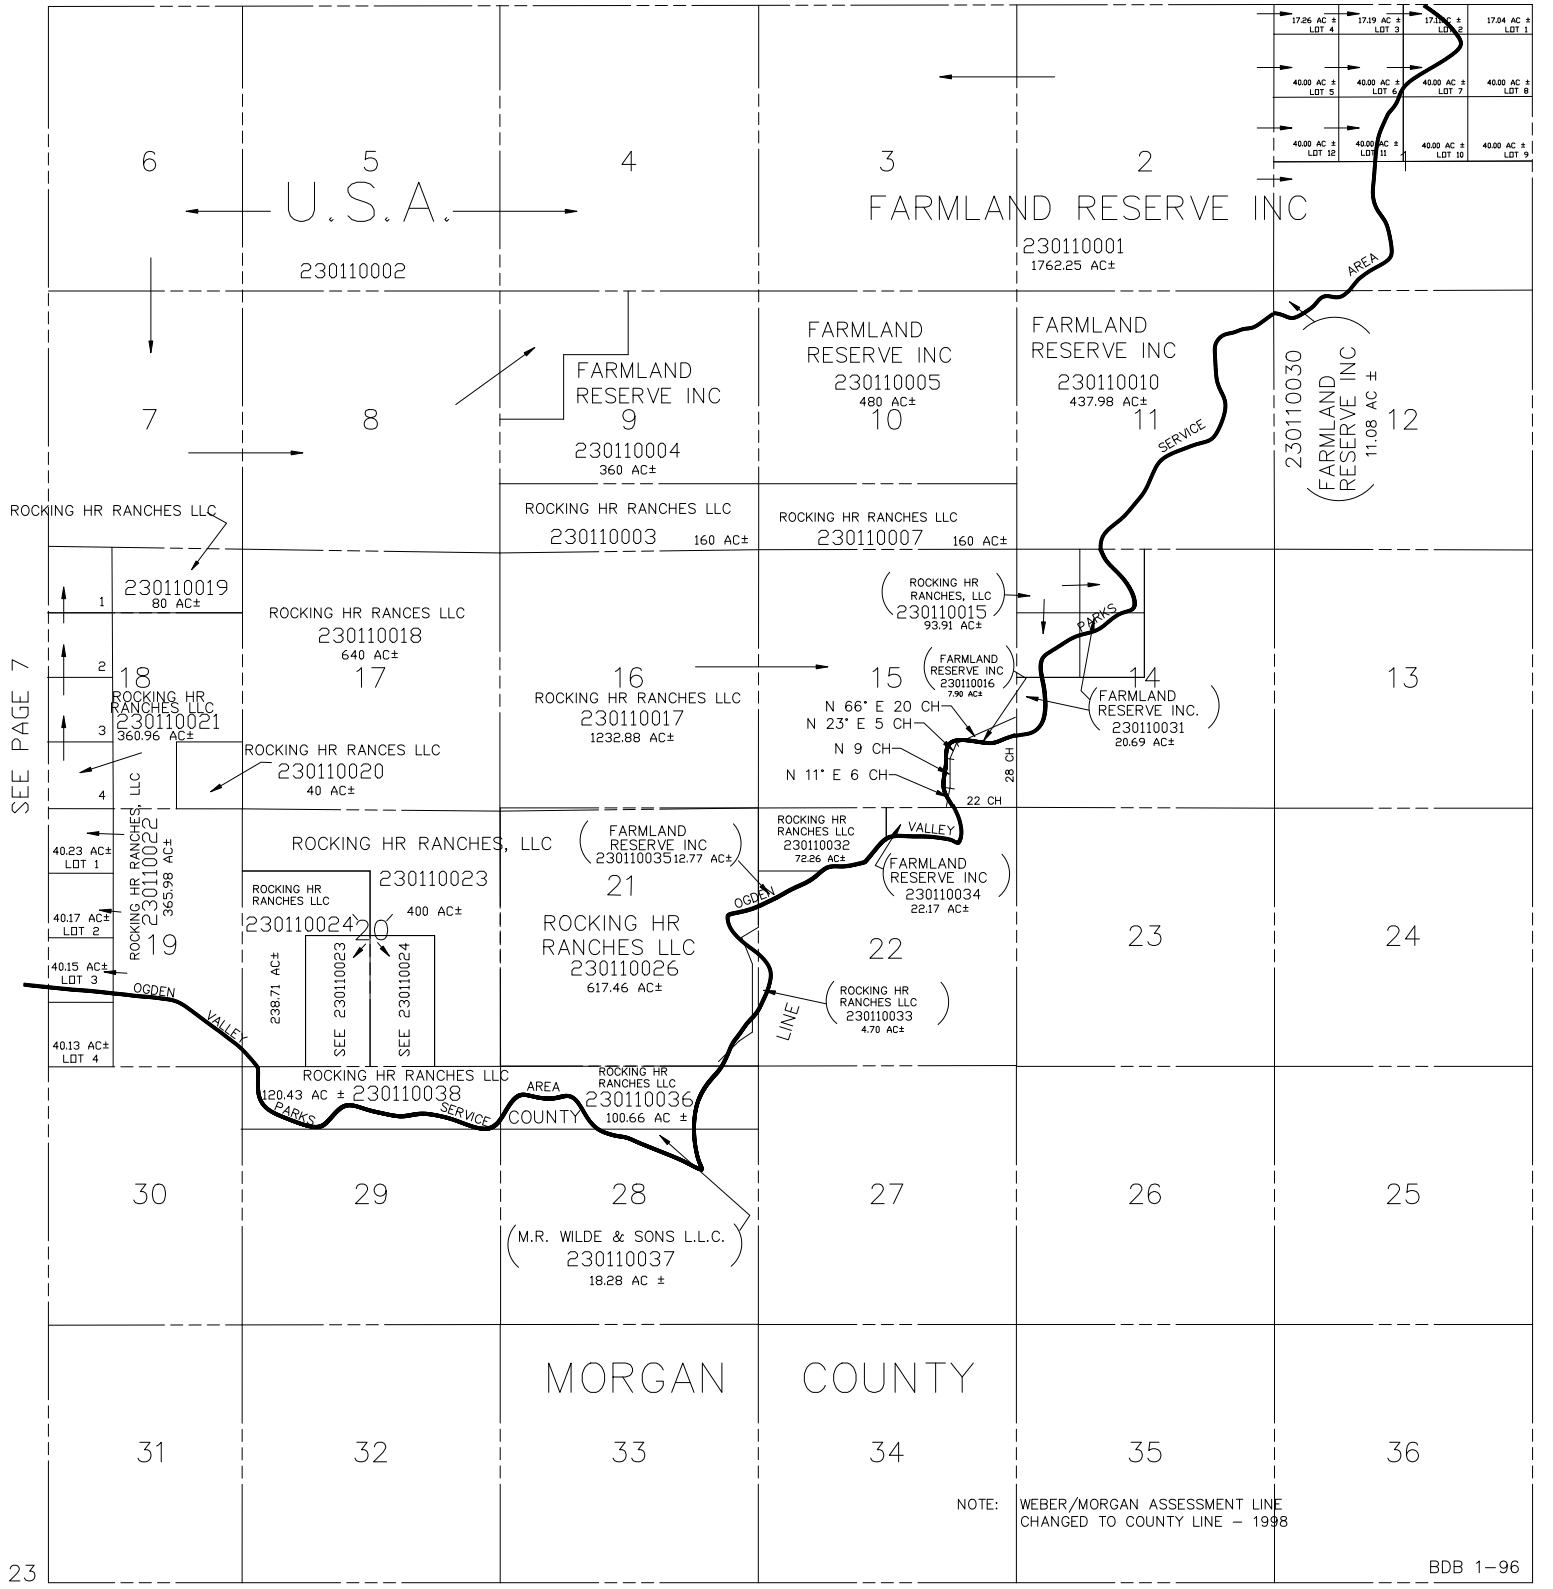 17.26 AC ±
LOT 4
17.19 AC ±
LOT 3
LOT 2
17.04 AC ±
LOT 1
40.00 AC ±
LOT 5
40.00 AC ±
LOT 6
40.00 AC ±
LOT 7
40.00 AC ±
LOT 8
40.00 AC ±
LOT 12
40.00 AC ±
LOT 11
40.00 AC ±
LOT 10
40.00 AC ±
LOT 9
6
5
4
3
2
1
U.S.A.
230110002
FARMLAND RESERVE INC
230110001
1762.25 AC±
AREA
7
8
FARMLAND
RESERVE INC
9
230110004
360 AC±
FARMLAND
RESERVE INC
230110005
480 AC±
10
FARMLAND
RESERVE INC
230110010
437.98 AC±
11
SERVICE
230110030
FARMLAND
RESERVE INC
11.08 AC ±
12
ROCKING HR RANCHES LLC
ROCKING HR RANCHES LLC
230110003 160 AC±
ROCKING HR RANCHES LLC
230110007 160 AC±
230110019
80 AC±
1
2
3
4
18
ROCKING HR
RANCHES LLC
230110021
360.96 AC±
SEE PAGE 7
ROCKING HR RANCES LLC
230110018
640 AC±
17
ROCKING HR RANCES LLC
230110020
40 AC±
16
ROCKING HR RANCHES LLC
230110017
1232.88 AC±
15
ROCKING HR
RANCHES, LLC
230110015
93.91 AC±
FARMLAND
RESERVE INC
230110016
7.90 AC±
PARKS
14
FARMLAND
RESERVE INC.
230110031
20.69 AC±
13
N 66° E 20 CH
N 23° E 5 CH
N 9 CH
N 11° E 6 CH
28 CH
22 CH
40.23 AC±
LOT 1
40.17 AC±
LOT 2
40.15 AC±
LOT 3
40.13 AC±
LOT 4
ROCKING HR RANCHES, LLC
230110022
365.98 AC±
19
OGDEN
VALLEY
ROCKING HR RANCHES, LLC
230110023
400 AC±
ROCKING HR
RANCHES LLC
230110024
20
238.71 AC±
SEE 230110023
SEE 230110024
FARMLAND
RESERVE INC
230110035 12.77 AC±
21
ROCKING HR
RANCHES LLC
230110026
617.46 AC±
ROCKING HR
RANCHES LLC
230110032
72.26 AC±
VALLEY
OGDEN
FARMLAND
RESERVE INC
230110034
22.17 AC±
22
ROCKING HR
RANCHES LLC
230110033
4.70 AC±
LINE
23
24
ROCKING HR RANCHES LLC
120.43 AC ± 230110038
PARKS
SERVICE
AREA
COUNTY
ROCKING HR
RANCHES LLC
230110036
100.66 AC ±
30
29
28
27
26
25
M.R. WILDE & SONS L.L.C.
230110037
18.28 AC ±
MORGAN COUNTY
31
32
33
34
35
36
NOTE: WEBER/MORGAN ASSESSMENT LINE
CHANGED TO COUNTY LINE – 1998
23
BDB 1–96